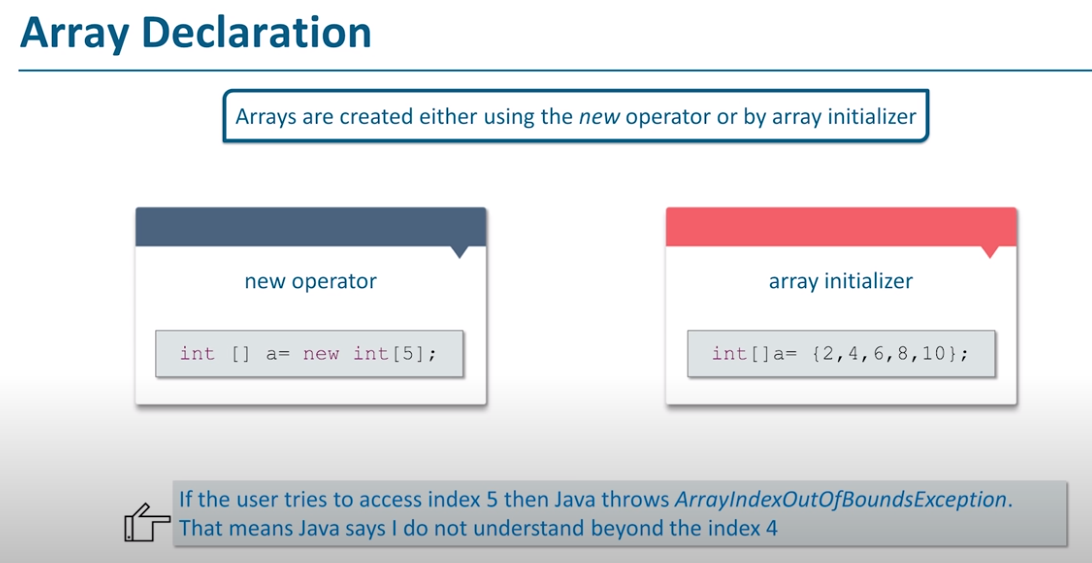 Array Declaration
Arrays are created either using the new operator or by array initializer
new operator
int [] a= new int[5];
array initializer
int[]a= {2,4,6,8,10};
If the user tries to access index 5 then Java throws ArrayIndexOutOfBoundsException.
That means Java says I do not understand beyond the index 4